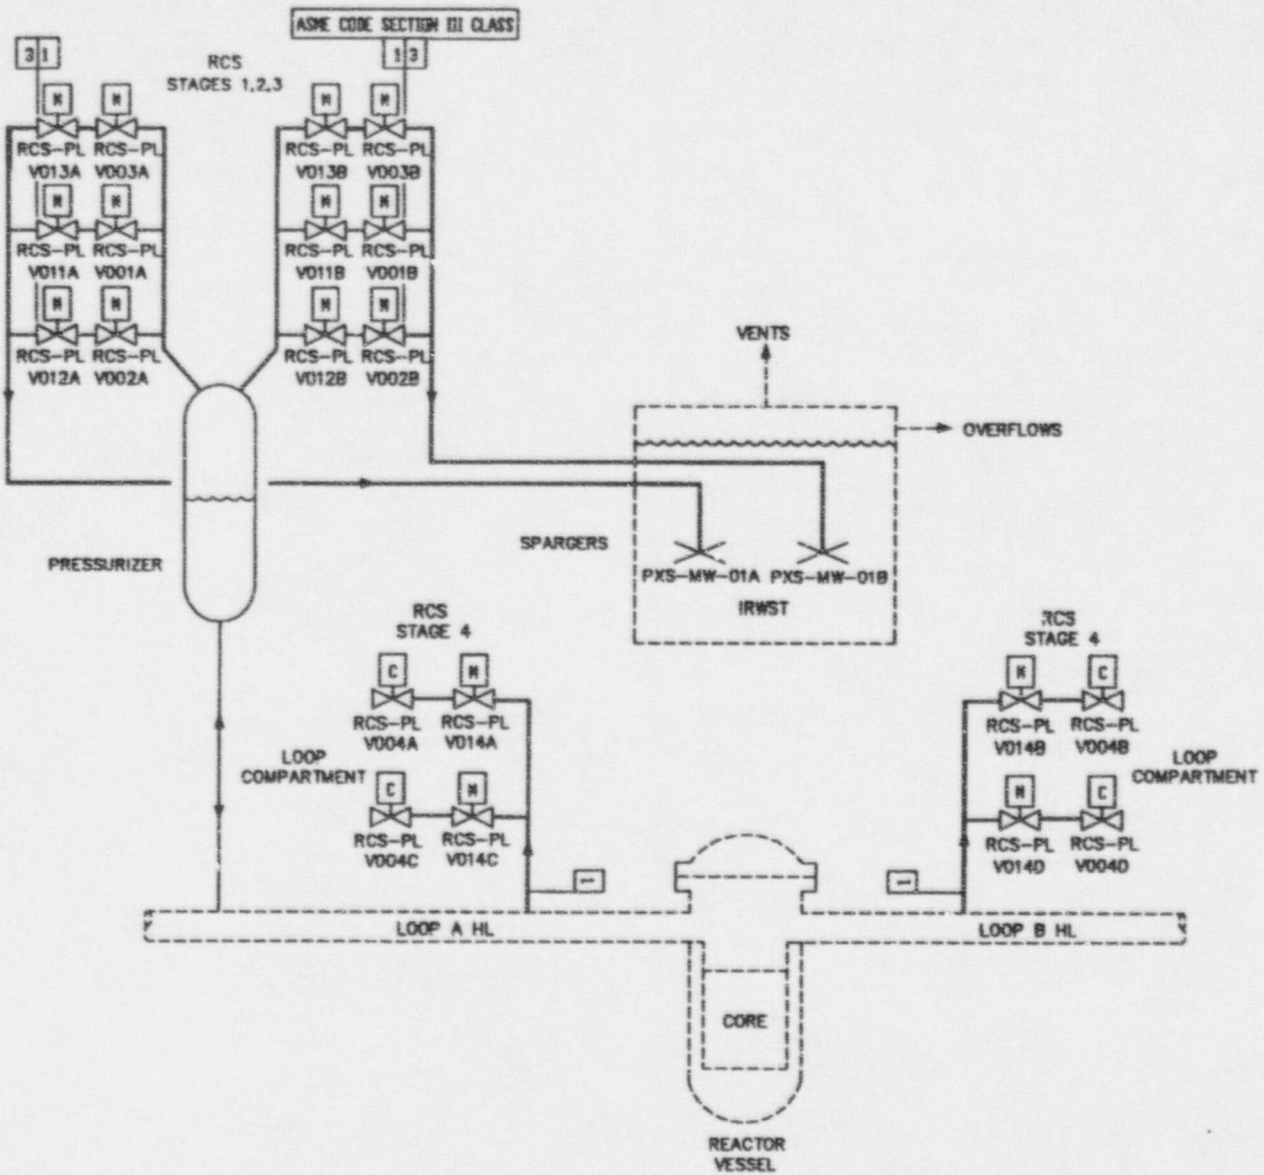 ASME CODE SECTION III CLASS
3 1
1 3
RCS
STAGES 1,2,3
M M M M
RCS-PL RCS-PL RCS-PL RCS-PL
V013A V003A V013B V003B
M M M M
RCS-PL RCS-PL RCS-PL RCS-PL
V011A V001A V011B V001B
M M M M
RCS-PL RCS-PL RCS-PL RCS-PL
V012A V002A V012B V002B
VENTS
OVERFLOWS
SPARGERS
PRESSURIZER
PXS-MW-01A PXS-MW-01B
IRWST
RCS
STAGE 4
C M
RCS-PL RCS-PL
V004A V014A
LOOP
COMPARTMENT
C M
RCS-PL RCS-PL
V004C V014C
1
RCS
STAGE 4
M C
RCS-PL RCS-PL
V014B V004B
LOOP
COMPARTMENT
M C
RCS-PL RCS-PL
V014D V004D
1
LOOP A HL
LOOP B HL
CORE
REACTOR
VESSEL